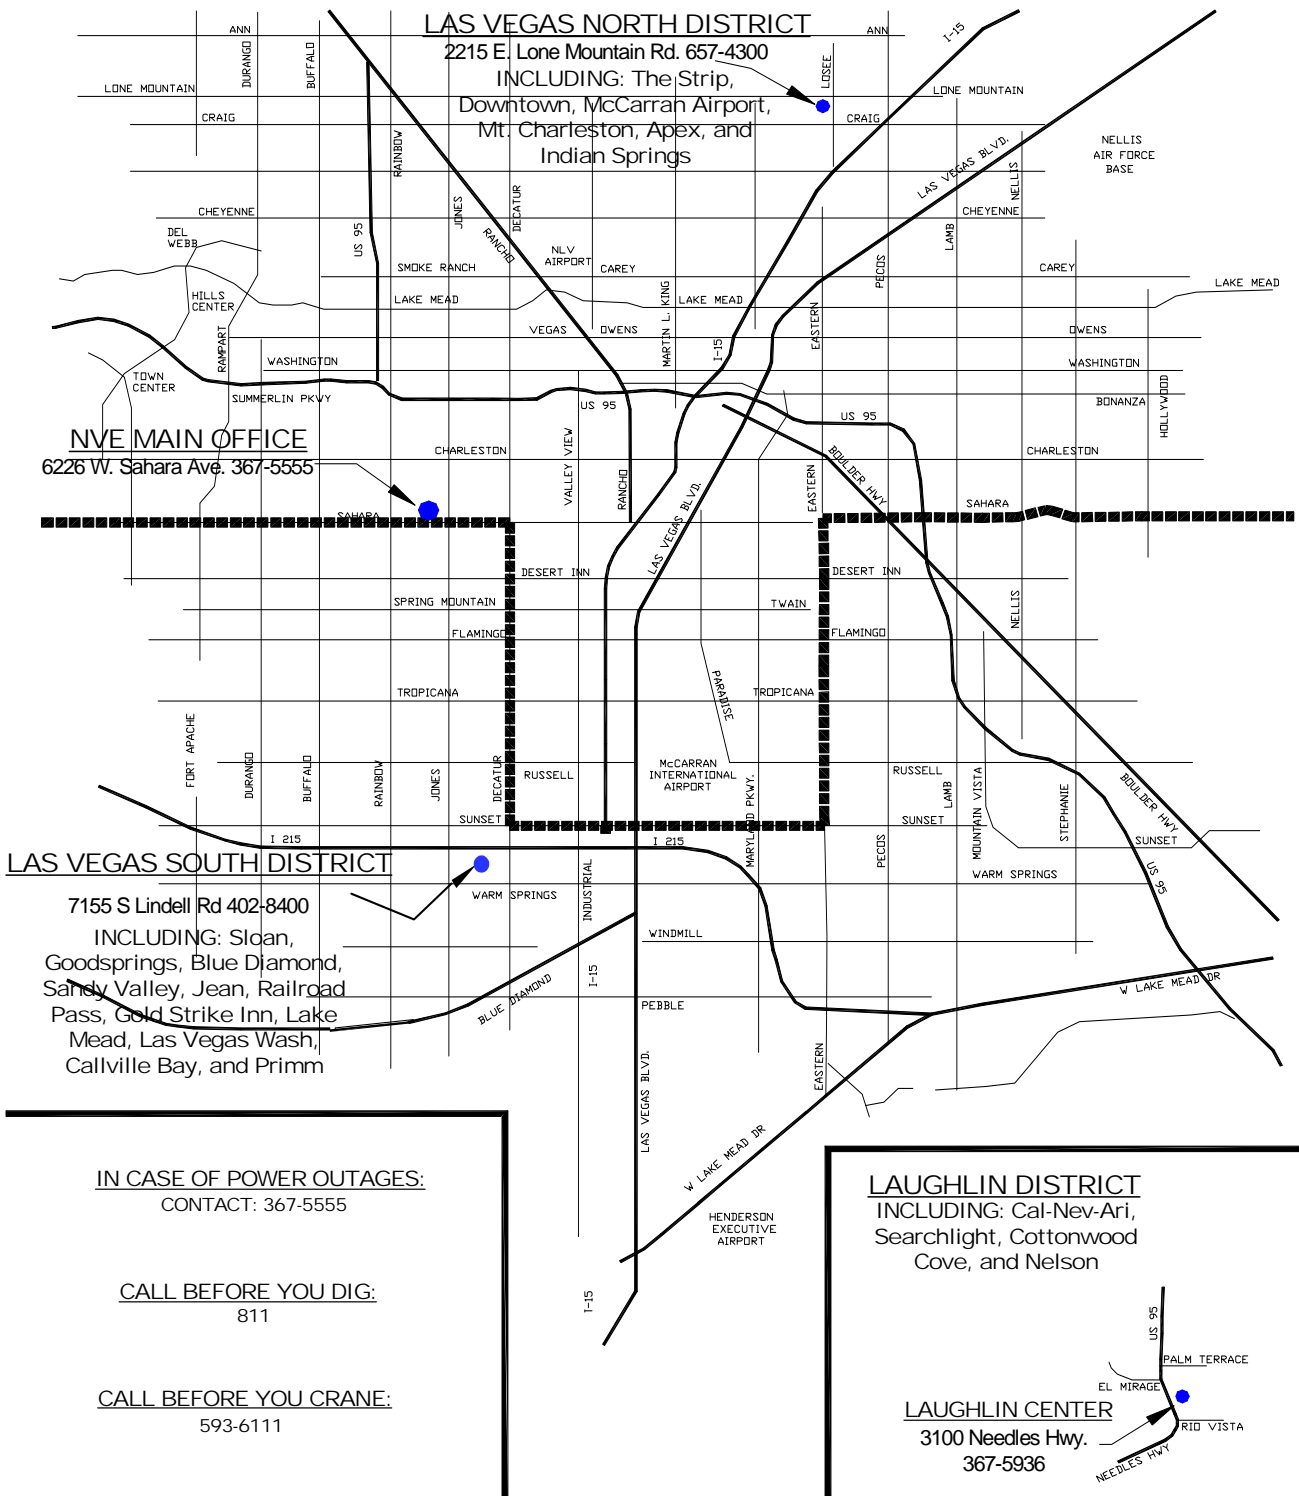 LAS VEGAS NORTH DISTRICT
2215 E. Lone Mountain Rd. 657-4300
INCLUDING: The Strip,
Downtown, McCarran Airport,
Mt. Charleston, Apex, and
Indian Springs
ANN
ANN
I-15
DURANGO
BUFFALO
LOSEE
LONE MOUNTAIN
LONE MOUNTAIN
CRAIG
CRAIG
RAINBOW
NELLIS
AIR FORCE
BASE
LAS VEGAS BLVD.
NELLIS
JONES
DECATUR
CHEYENNE
CHEYENNE
DEL
WEBB
US 95
RANCHO
NLV
AIRPORT
LAMB
PECOS
SMOKE RANCH
CAREY
CAREY
HILLS
CENTER
LAKE MEAD
MARTIN L. KING
LAKE MEAD
LAKE MEAD
RAMPART
VEGAS
OWENS
EASTERN
OWENS
WASHINGTON
I-15
WASHINGTON
TOWN
CENTER
SUMMERLIN PKWY
US 95
US 95
BONANZA
HOLLYWOOD
NVE MAIN OFFICE
6226 W. Sahara Ave. 367-5555
CHARLESTON
VALLEY VIEW
RANCHO
EASTERN
BOULDER HWY
CHARLESTON
SAHARA
LAS VEGAS BLVD.
SAHARA
DESERT INN
DESERT INN
SPRING MOUNTAIN
TWAIN
NELLIS
FLAMINGO
FLAMINGO
TROPICANA
PARADISE
TROPICANA
FORT APACHE
DURANGO
BUFFALO
RAINBOW
JONES
DECATUR
RUSSELL
McCARRAN
INTERNATIONAL
AIRPORT
MARYLAND PKWY.
RUSSELL
LAMB
MOUNTAIN VISTA
STEPHANIE
BOULDER HWY
SUNSET
SUNSET
SUNSET
I 215
I 215
PECOS
US 95
LAS VEGAS SOUTH DISTRICT
7155 S Lindell Rd 402-8400
INCLUDING: Sloan,
Goodsprings, Blue Diamond,
Sandy Valley, Jean, Railroad
Pass, Gold Strike Inn, Lake
Mead, Las Vegas Wash,
Callville Bay, and Primm
WARM SPRINGS
INDUSTRIAL
WARM SPRINGS
WINDMILL
I-15
BLUE DIAMOND
PEBBLE
W LAKE MEAD DR
LAS VEGAS BLVD.
EASTERN
W LAKE MEAD DR
HENDERSON
EXECUTIVE
AIRPORT
I-15
IN CASE OF POWER OUTAGES:
CONTACT: 367-5555
CALL BEFORE YOU DIG:
811
CALL BEFORE YOU CRANE:
593-6111
LAUGHLIN DISTRICT
INCLUDING: Cal-Nev-Ari,
Searchlight, Cottonwood
Cove, and Nelson
US 95
PALM TERRACE
EL MIRAGE
LAUGHLIN CENTER
3100 Needles Hwy.
367-5936
RIO VISTA
NEEDLES HWY